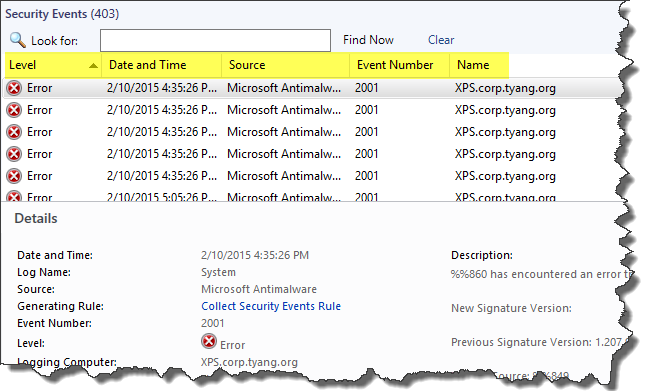 Security Events (403)
Look for: Find Now Clear
Level Date and Time Source Event Number Name
Error 2/10/2015 4:35:26 P... Microsoft Antimalw... 2001 XPS.corp.tyang.org
Error 2/10/2015 4:35:26 P... Microsoft Antimalw... 2001 XPS.corp.tyang.org
Error 2/10/2015 4:35:26 P... Microsoft Antimalw... 2001 XPS.corp.tyang.org
Error 2/10/2015 4:35:26 P... Microsoft Antimalw... 2001 XPS.corp.tyang.org
Error 2/10/2015 4:35:26 P... Microsoft Antimalw... 2001 XPS.corp.tyang.org
Error 2/10/2015 5:05:26 P... Microsoft Antimalw... 2001 XPS.corp.tyang.org
Details
Date and Time: 2/10/2015 4:35:26 PM
Log Name: System
Source: Microsoft Antimalware
Generating Rule: Collect Security Events Rule
Event Number: 2001
Level: Error
Logging Computer: XPS.corp.tyang.org
Description:
%%860 has encountered an error
New Signature Version:
Previous Signature Version: 1.207.
Source: